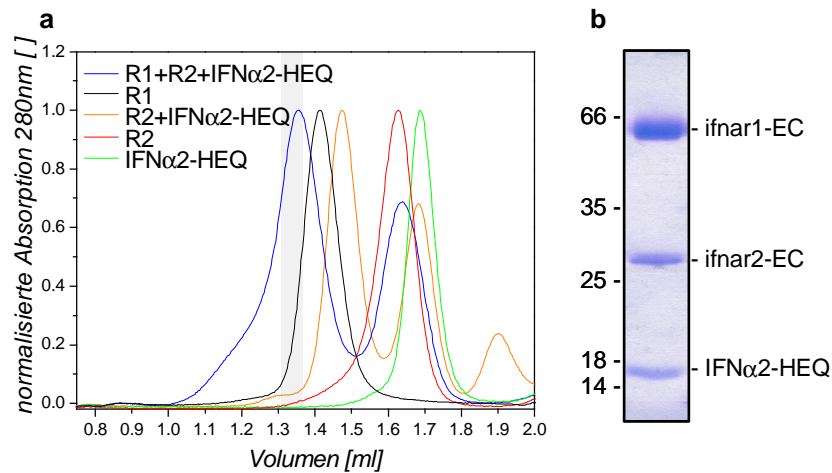 a
normalisierte Absorption 280nm [ ]
1.2
1.0
0.8
0.6
0.4
0.2
0.0
R1+R2+IFNα2-HEQ
R1
R2+IFNα2-HEQ
R2
IFNα2-HEQ
0.8 0.9 1.0 1.1 1.2 1.3 1.4 1.5 1.6 1.7 1.8 1.9 2.0
Volumen [ml]
b
66 -
35 -
25 -
18 -
14 -
- ifnar1-EC
- ifnar2-EC
- IFNα2-HEQ